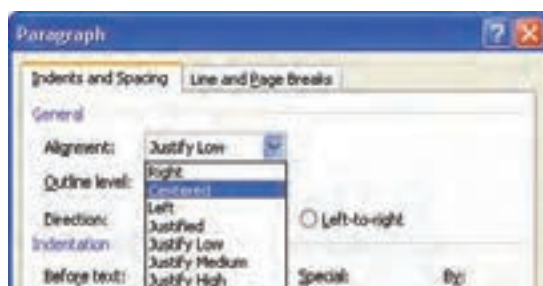 Paragraph
Indents and Spacing Line and Page Breaks
General
Alignment: Justify Low
Right
Outline level: Centered
Left
Direction: Justified Left-to-right
Indentation Justify Low
Justify Medium
Before text: Justify High Special: By: